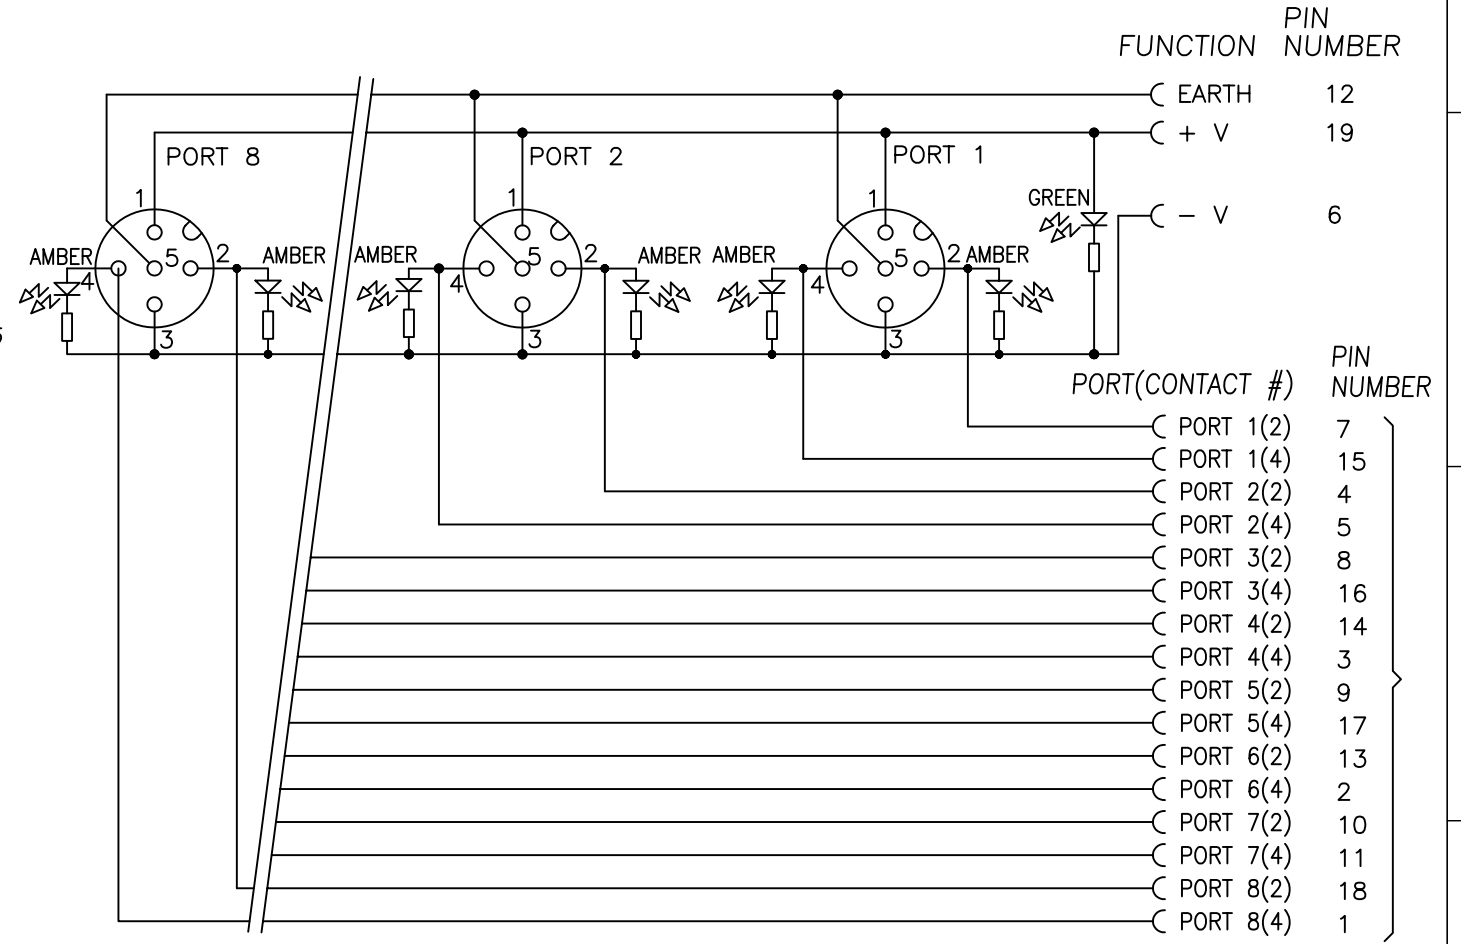 PIN
FUNCTION NUMBER
EARTH 12
+ V 19
PORT 8 PORT 2 PORT 1
1 1 1 GREEN
- V 6
AMBER 5 2 AMBER AMBER 5 2 AMBER AMBER 5 2 AMBER
4 4 4
3 3 3
PIN
PORT(CONTACT #) NUMBER
PORT 1(2) 7
PORT 1(4) 15
PORT 2(2) 4
PORT 2(4) 5
PORT 3(2) 8
PORT 3(4) 16
PORT 4(2) 14
PORT 4(4) 3
PORT 5(2) 9
PORT 5(4) 17
PORT 6(2) 13
PORT 6(4) 2
PORT 7(2) 10
PORT 7(4) 11
PORT 8(2) 18
PORT 8(4) 1